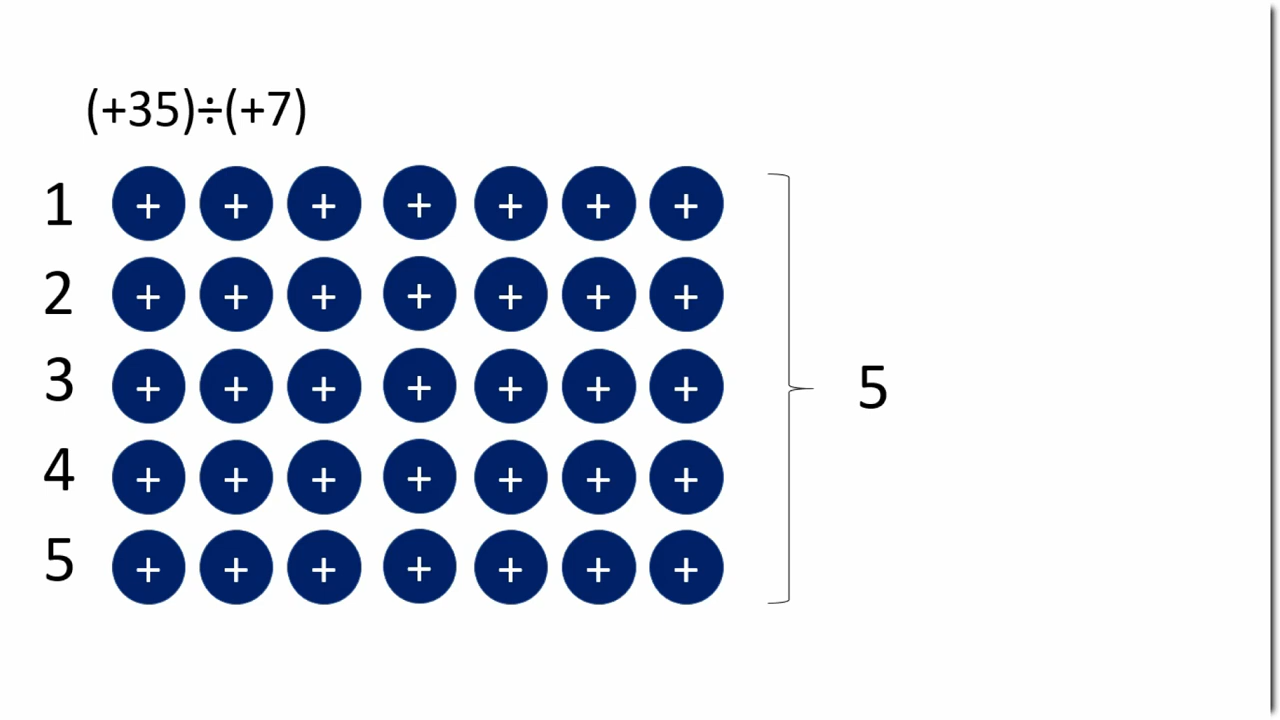 (+35)÷(+7)
1 + + + + + + +
2 + + + + + + +
3 + + + + + + +
4 + + + + + + +
5 + + + + + + +
5